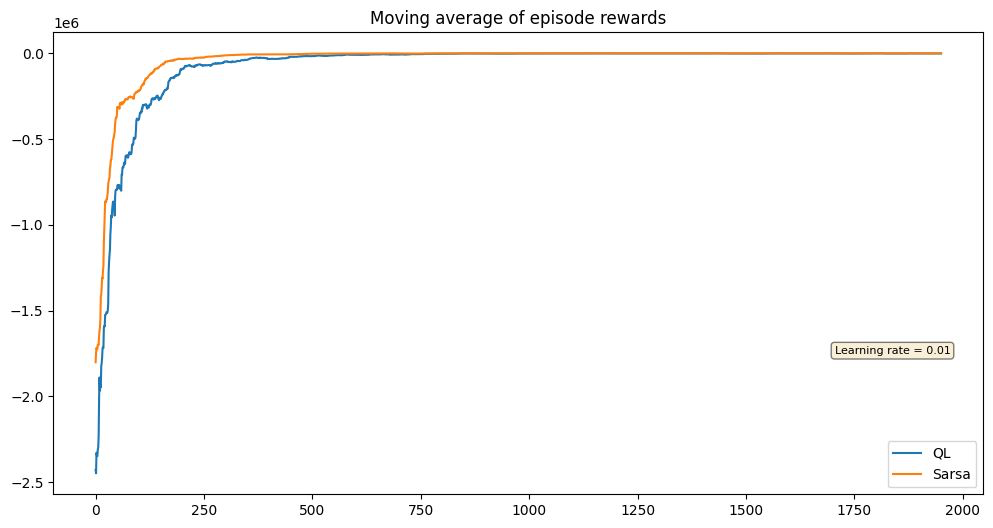 Moving average of episode rewards
1e6
0.0
−0.5
−1.0
−1.5
−2.0
−2.5
Learning rate = 0.01
QL
Sarsa
0 250 500 750 1000 1250 1500 1750 2000